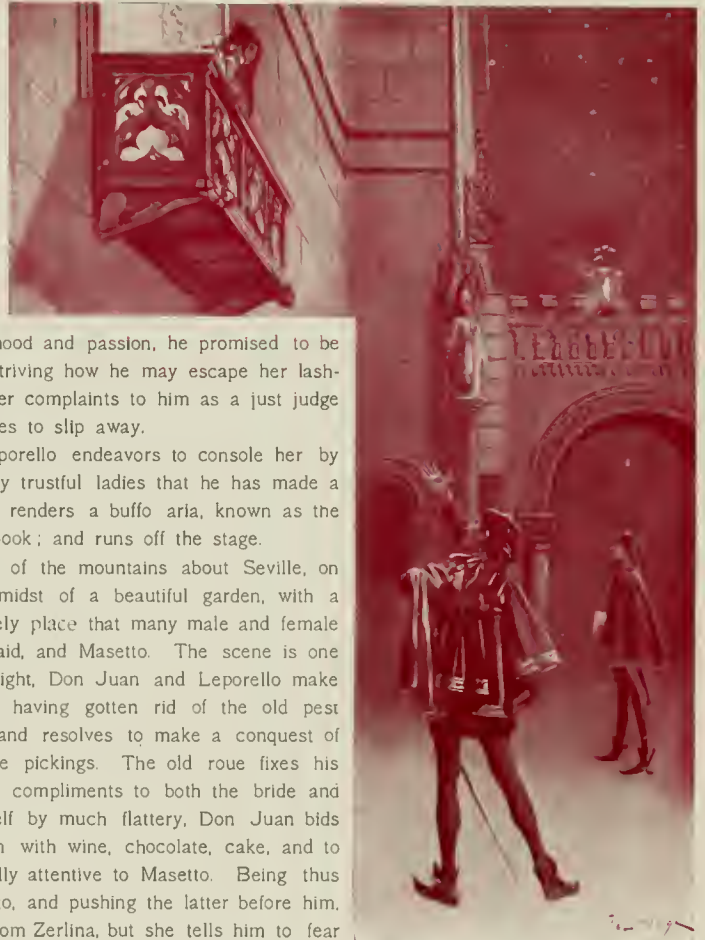 hood and passion, he promised to be
triving how he may escape her lash-
er complaints to him as a just judge
es to slip away.
porello endeavors to console her by
y trustful ladies that he has made a
renders a buffo aria, known as the
ook; and runs off the stage.
of the mountains about Seville, on
midst of a beautiful garden, with a
ely place that many male and female
aid, and Masetto. The scene is one
ight, Don Juan and Leporello make
having gotten rid of the old pest
and resolves to make a conquest of
e pickings. The old roue fixes his
compliments to both the bride and
elf by much flattery, Don Juan bids
n with wine, chocolate, cake, and to
lly attentive to Masetto. Being thus
o, and pushing the latter before him,
om Zerlina, but she tells him to fear